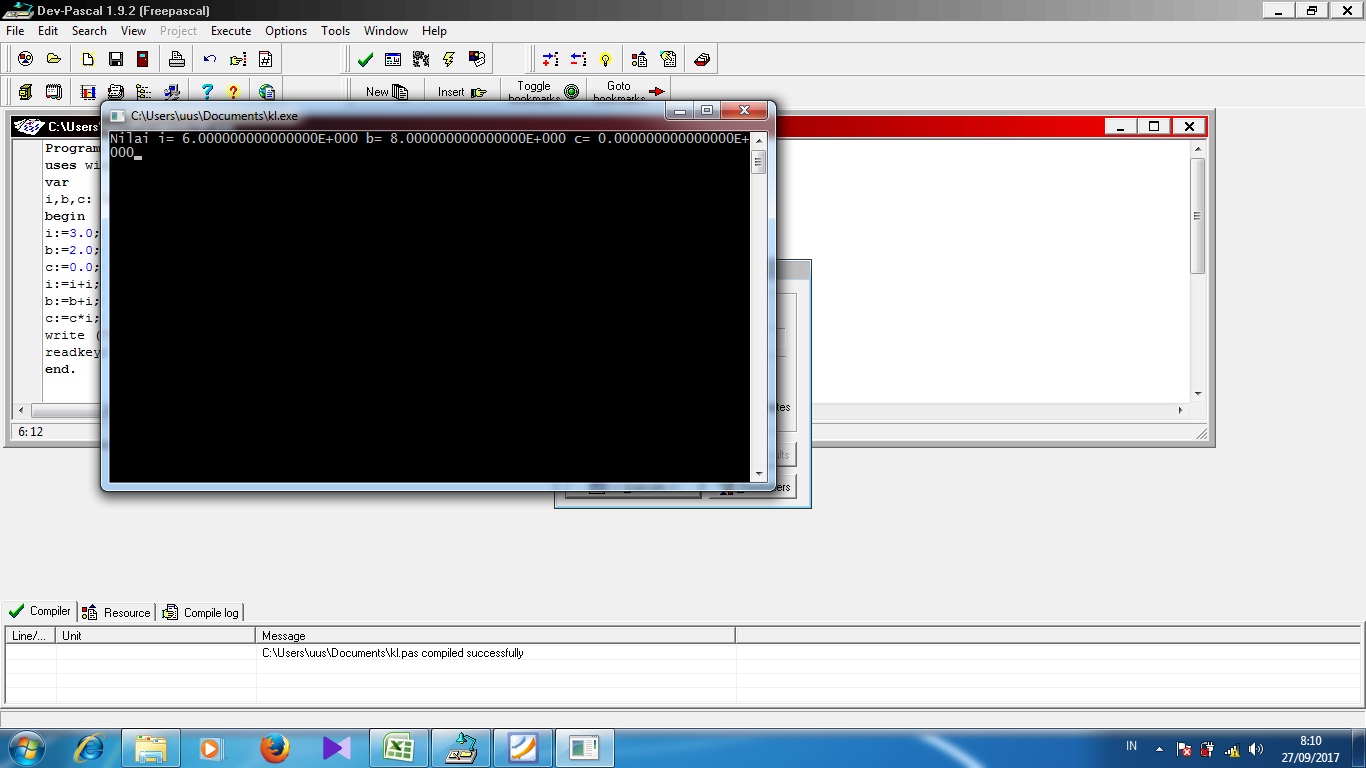 Dev-Pascal 1.9.2 (Freepascal)
File Edit Search View Project Execute Options Tools Window Help
New Insert Toggle bookmarks Goto bookmarks
C:\Users\uus\Documents\kl.exe
C:\Users
Nilai i= 6.000000000000000E+000 b= 8.000000000000000E+000 c= 0.000000000000000E+
000
Program
uses wi
var
i,b,c:
begin
i:=3.0;
b:=2.0;
c:=0.0;
i:=i+i;
b:=b+i;
c:=c*i;
write (
readkey
end.
6:12
Compiler Resource Compile log
Line/... Unit Message
C:\Users\uus\Documents\kl.pas compiled successfully
IN
8:10
27/09/2017